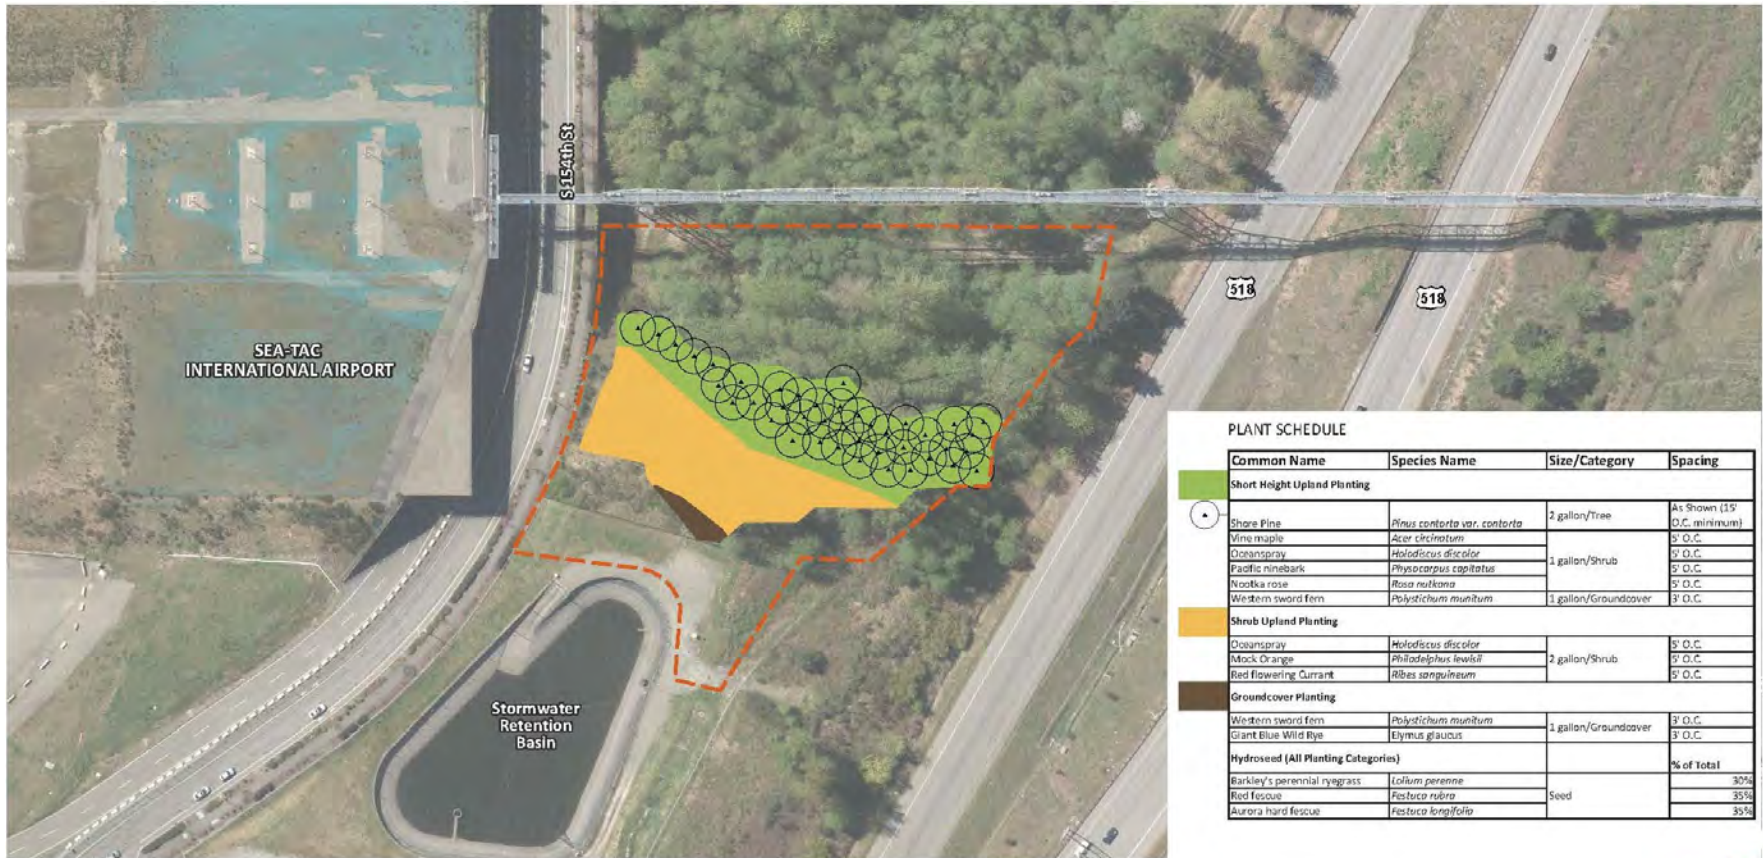 S 154th St
518
518
SEA-TAC
INTERNATIONAL AIRPORT
Stormwater
Retention
Basin
PLANT SCHEDULE
Common Name Species Name Size/Category Spacing
Short Height Upland Planting
Shore Pine Pinus contorta var. contorta 2 gallon/Tree As Shown (15' O.C. minimum)
Vine maple Acer circinatum 1 gallon/Shrub 5' O.C.
Oceanspray Holodiscus discolor 5' O.C.
Pacific ninebark Physocarpus capitatus 5' O.C.
Nootka rose Rosa nutkana 5' O.C.
Western sword fern Polystichum munitum 1 gallon/Groundcover 3' O.C.
Shrub Upland Planting
Oceanspray Holodiscus discolor 2 gallon/Shrub 5' O.C.
Mock Orange Philadelphus lewisii 5' O.C.
Red flowering Currant Ribes sanguineum 5' O.C.
Groundcover Planting
Western sword fern Polystichum munitum 1 gallon/Groundcover 3' O.C.
Giant Blue Wild Rye Elymus glaucus 3' O.C.
Hydroseed (All Planting Categories) % of Total
Barkley's perennial ryegrass Lolium perenne Seed 30%
Red fescue Festuca rubra 35%
Aurora hard fescue Festuca longifolia 35%